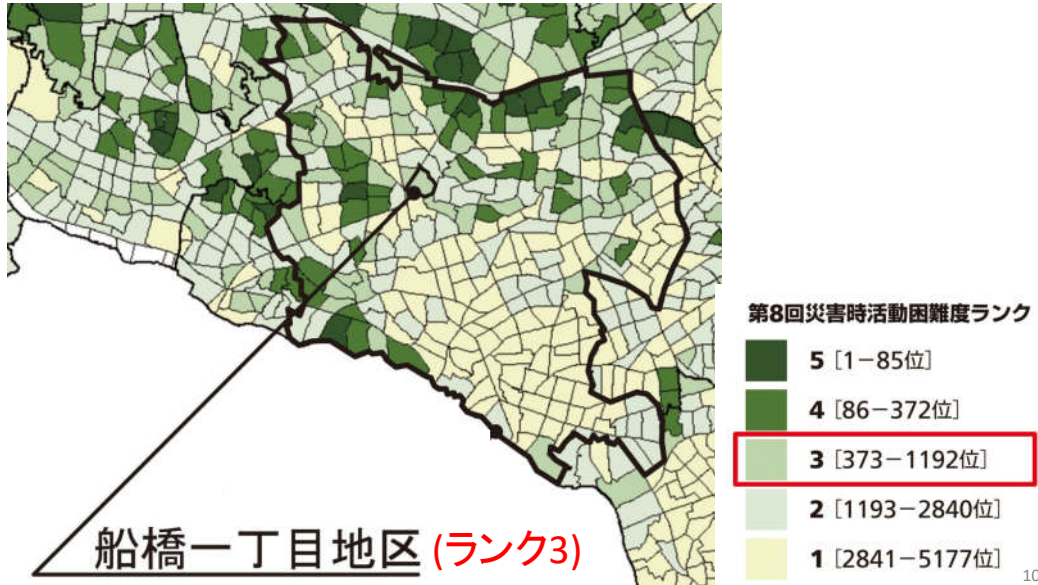 第8回災害時活動困難度ランク
5 [1-85位]
4 [86-372位]
3 [373-1192位]
2 [1193-2840位]
1 [2841-5177位]
船橋一丁目地区 (ランク3)
10